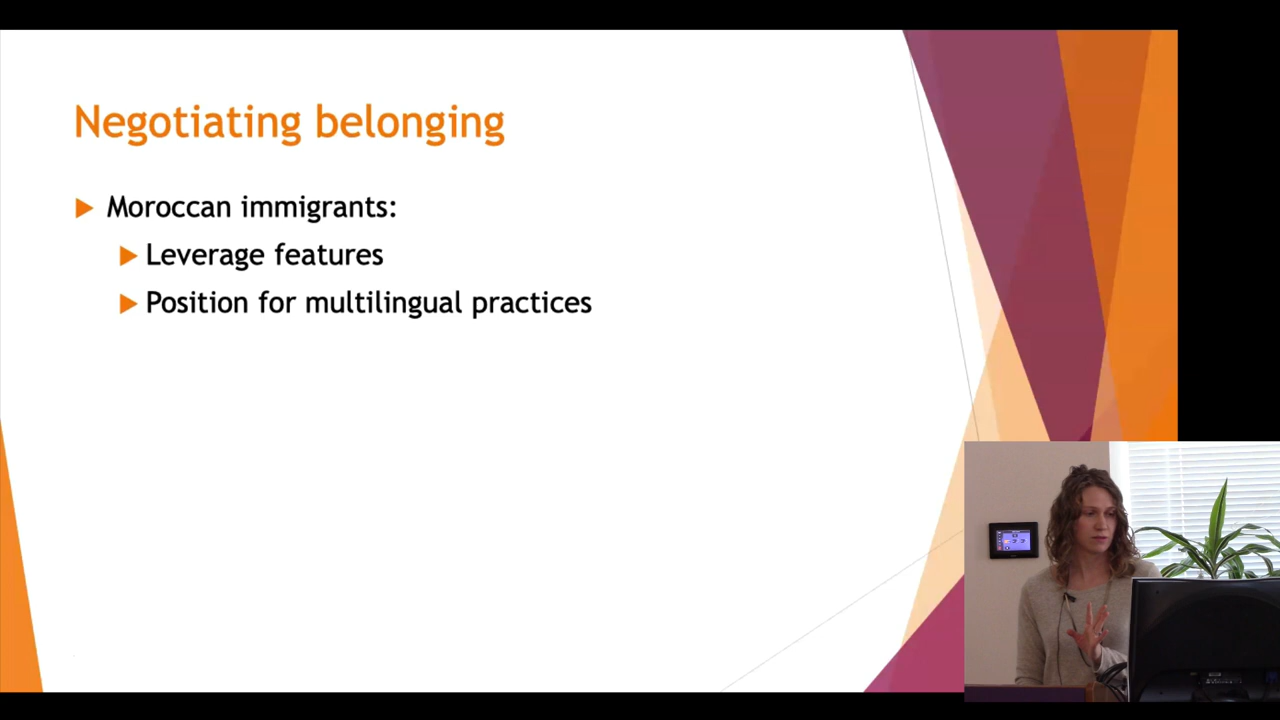 Negotiating belonging
Moroccan immigrants:
Leverage features
Position for multilingual practices